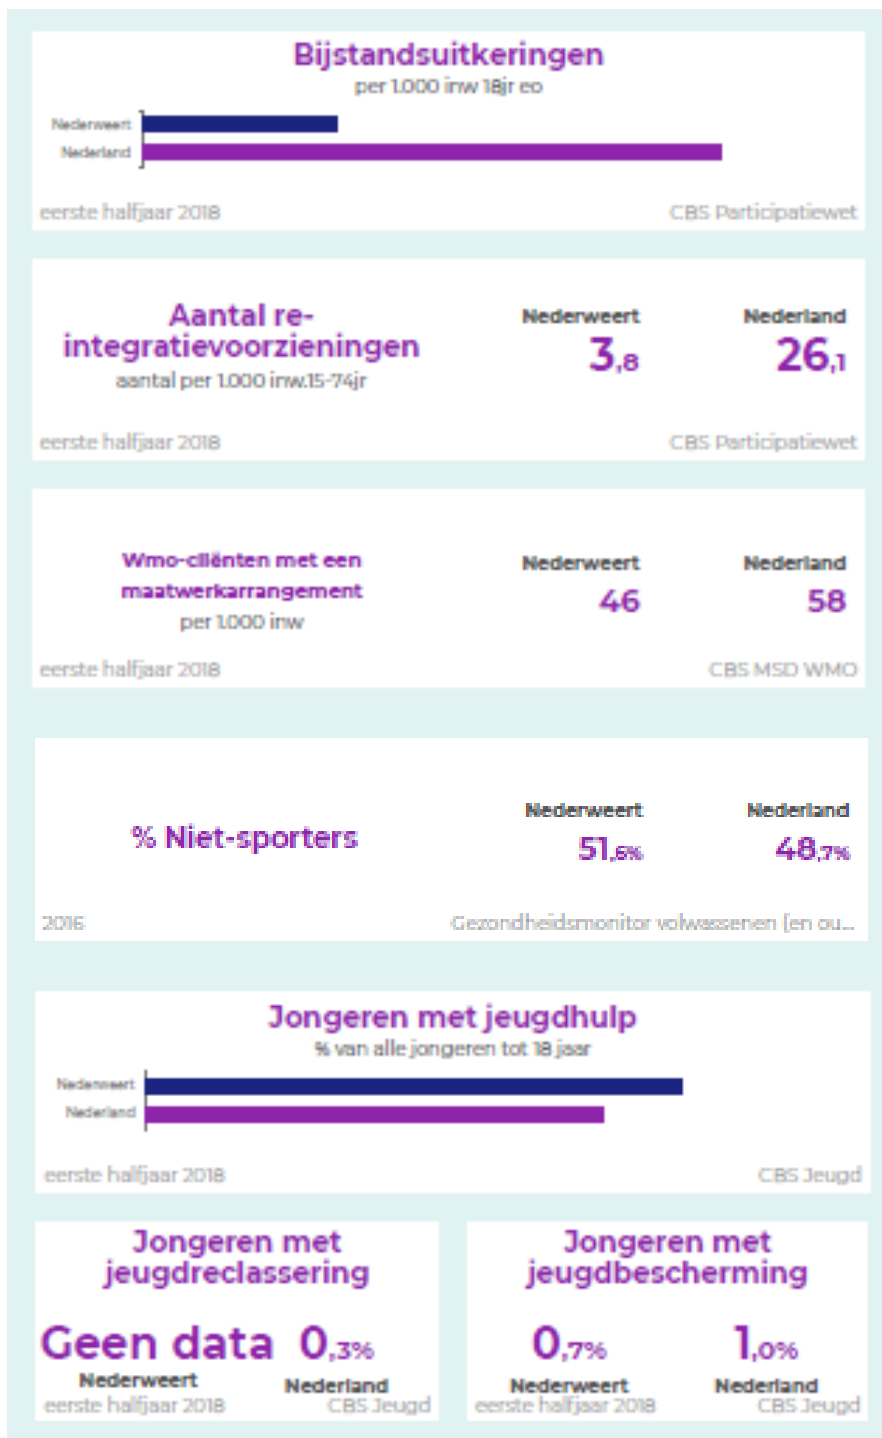 Bijstandsuitkeringen
per 1.000 inw 18jr eo
Nederweert
Nederland
eerste halfjaar 2018 CBS Participatiewet
Aantal re-
integratievoorzieningen
aantal per 1.000 inw.15-74jr
Nederweert Nederland
3,8 26,1
eerste halfjaar 2018 CBS Participatiewet
Wmo-cliënten met een
maatwerkarrangement
per 1.000 inw
Nederweert Nederland
46 58
eerste halfjaar 2018 CBS MSD WMO
% Niet-sporters
Nederweert Nederland
51,6% 48,7%
2016 Gezondheidsmonitor volwassenen (en ou...
Jongeren met jeugdhulp
% van alle jongeren tot 18 jaar
Nederweert
Nederland
eerste halfjaar 2018 CBS Jeugd
Jongeren met
jeugdreclassering
Geen data 0,3%
Nederweert Nederland
eerste halfjaar 2018 CBS Jeugd
Jongeren met
jeugdbescherming
0,7% 1,0%
Nederweert Nederland
eerste halfjaar 2018 CBS Jeugd